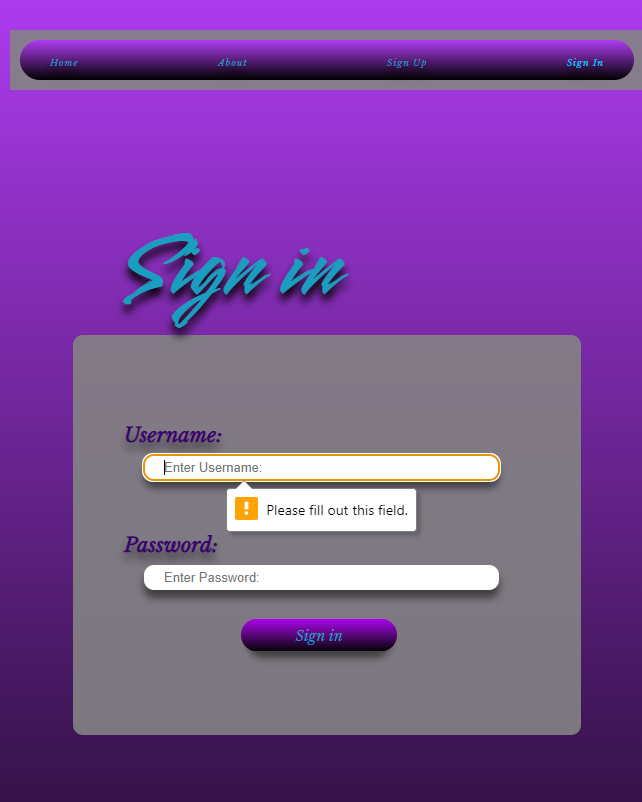 Home About Sign Up Sign In
Sign in
Username:
Enter Username:
! Please fill out this field.
Password:
Enter Password:
Sign in